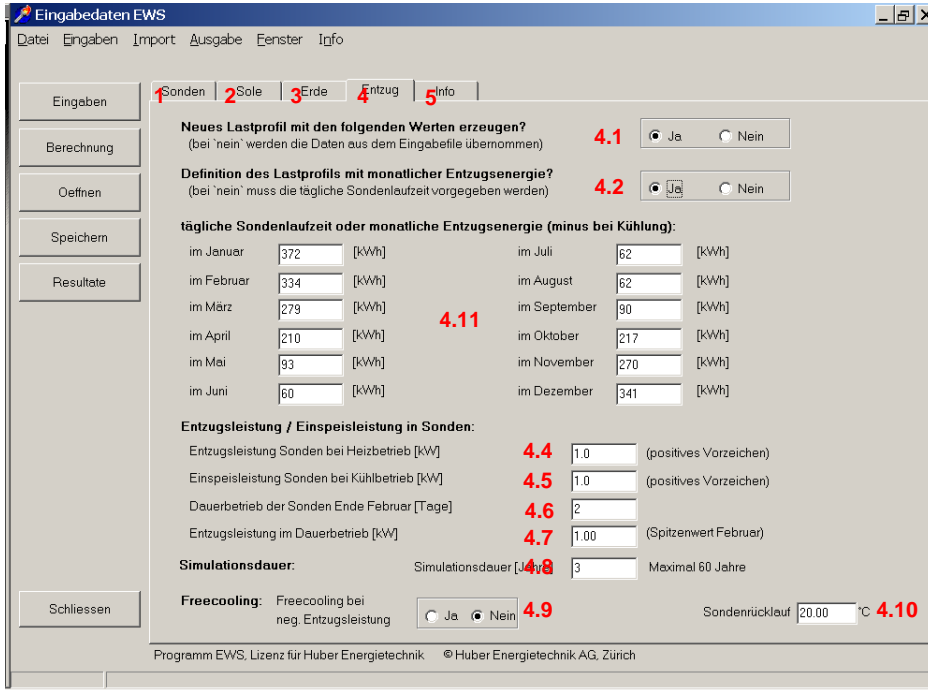 Eingabedaten EWS
Datei Eingaben Import Ausgabe Fenster Info
Eingaben
Berechnung
Oeffnen
Speichern
Resultate
Schliessen
1 Sonden 2 Sole 3 Erde 4 Entzug 5 Info
Neues Lastprofil mit den folgenden Werten erzeugen? 4.1 Ja Nein
(bei `nein` werden die Daten aus dem Eingabefile übernommen)
Definition des Lastprofils mit monatlicher Entzugsenergie? 4.2 Ja Nein
(bei `nein` muss die tägliche Sondenlaufzeit vorgegeben werden)
tägliche Sondenlaufzeit oder monatliche Entzugsenergie (minus bei Kühlung):
im Januar 372 [kWh] im Juli 62 [kWh]
im Februar 334 [kWh] im August 62 [kWh]
im März 279 [kWh] im September 90 [kWh]
4.11
im April 210 [kWh] im Oktober 217 [kWh]
im Mai 93 [kWh] im November 270 [kWh]
im Juni 60 [kWh] im Dezember 341 [kWh]
Entzugsleistung / Einspeisleistung in Sonden:
Entzugsleistung Sonden bei Heizbetrieb [kW] 4.4 1.0 (positives Vorzeichen)
Einspeisleistung Sonden bei Kühlbetrieb [kW] 4.5 1.0 (positives Vorzeichen)
Dauerbetrieb der Sonden Ende Februar [Tage] 4.6 2
Entzugsleistung im Dauerbetrieb [kW] 4.7 1.00 (Spitzenwert Februar)
Simulationsdauer: Simulationsdauer [Jahre] 4.8 3 Maximal 60 Jahre
Freecooling: Freecooling bei
neg. Entzugsleistung Ja Nein 4.9 Sondenrücklauf 20.00 °C 4.10
Programm EWS, Lizenz für Huber Energietechnik © Huber Energietechnik AG, Zürich